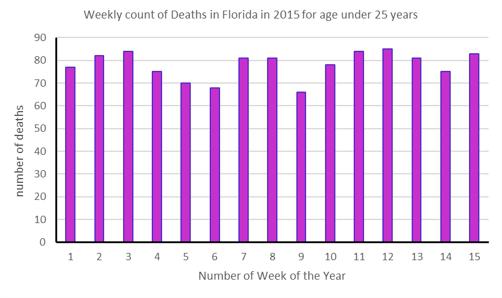 Weekly count of Deaths in Florida in 2015 for age under 25 years
number of deaths
90
80
70
60
50
40
30
20
10
0
1 2 3 4 5 6 7 8 9 10 11 12 13 14 15
Number of Week of the Year